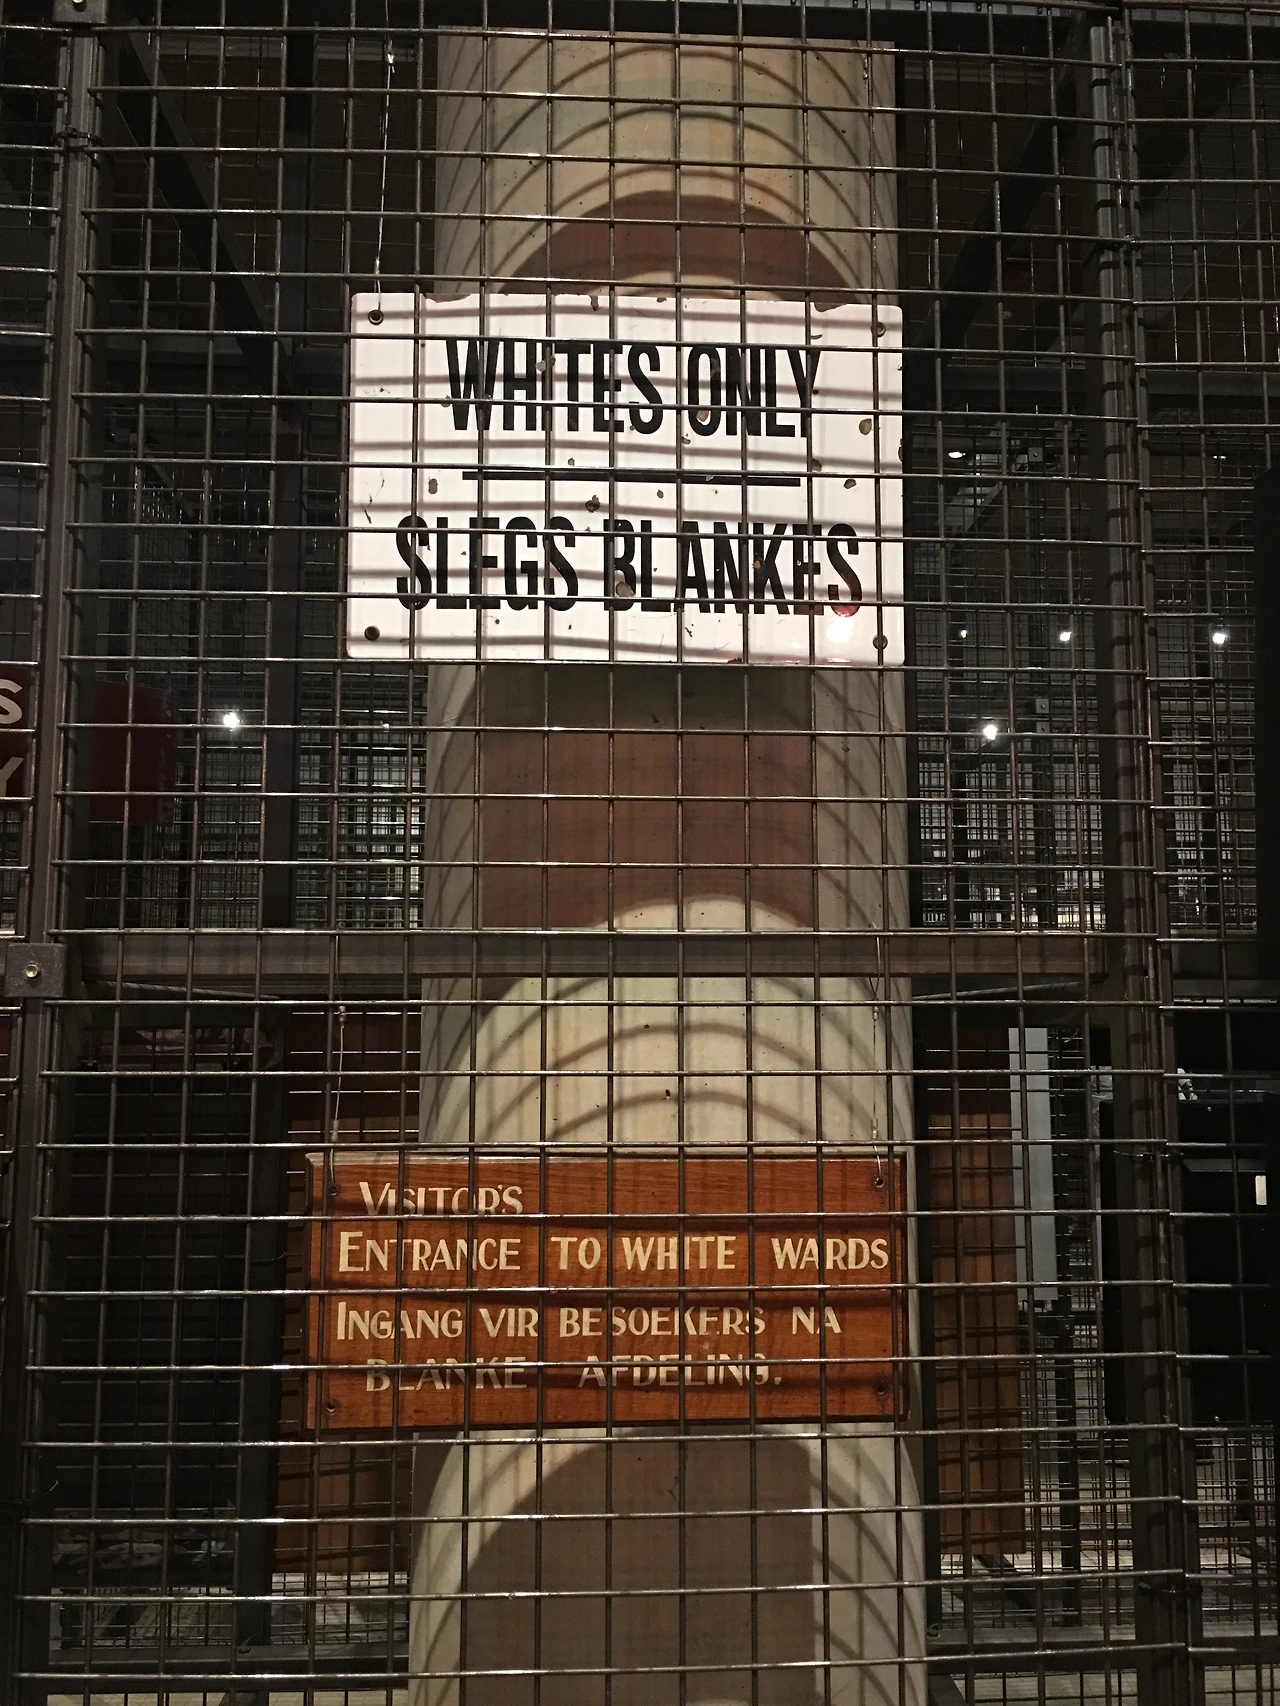 WHITES ONLY
SLEGS BLANKES
S
Y
VISITOR'S
ENTRANCE TO WHITE WARDS
INGANG VIR BESOEKERS NA
BLANKE AFDELING.